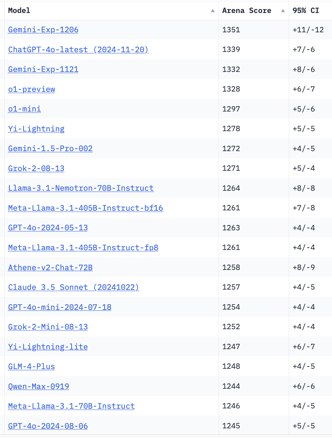 Model Arena Score 95% CI
Gemini-Exp-1206 1351 +11/-12
ChatGPT-4o-latest (2024-11-20) 1339 +7/-6
Gemini-Exp-1121 1332 +8/-6
o1-preview 1328 +6/-7
o1-mini 1297 +5/-6
Yi-Lightning 1278 +5/-5
Gemini-1.5-Pro-002 1272 +4/-5
Grok-2-08-13 1271 +5/-4
Llama-3.1-Nemotron-70B-Instruct 1264 +8/-8
Meta-Llama-3.1-405B-Instruct-bf16 1261 +7/-8
GPT-4o-2024-05-13 1263 +4/-4
Meta-Llama-3.1-405B-Instruct-fp8 1261 +4/-4
Athene-v2-Chat-72B 1258 +8/-9
Claude 3.5 Sonnet (20241022) 1257 +4/-5
GPT-4o-mini-2024-07-18 1254 +4/-4
Grok-2-Mini-08-13 1252 +4/-4
Yi-Lightning-lite 1247 +6/-7
GLM-4-Plus 1248 +4/-5
Qwen-Max-0919 1244 +6/-6
Meta-Llama-3.1-70B-Instruct 1246 +4/-5
GPT-4o-2024-08-06 1245 +5/-5